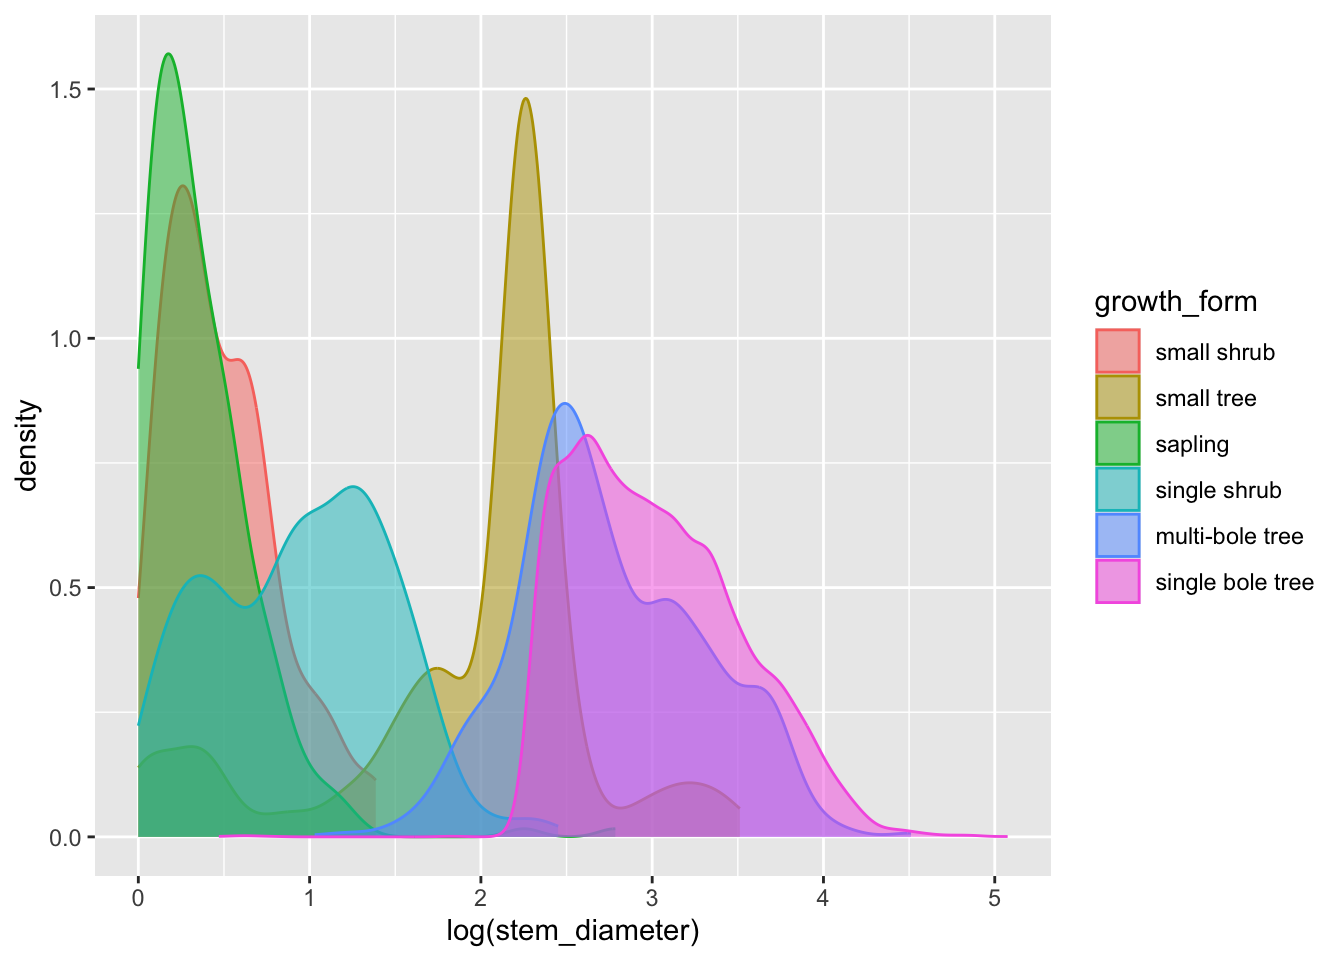 1.5
1.0
0.5
0.0
density
0 1 2 3 4 5
log(stem_diameter)
growth_form
small shrub
small tree
sapling
single shrub
multi-bole tree
single bole tree